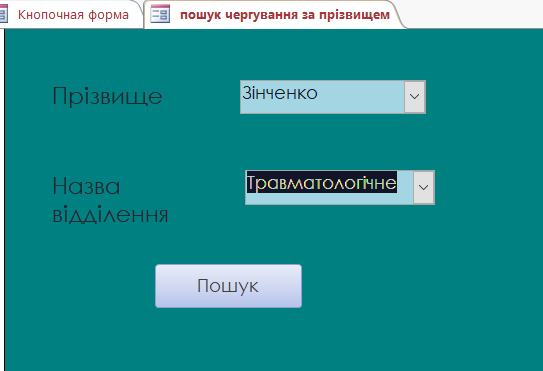 Кнопочная форма
пошук чергування за прізвищем
Прізвище
Зінченко
Назва
відділення
Травматологічне
Пошук